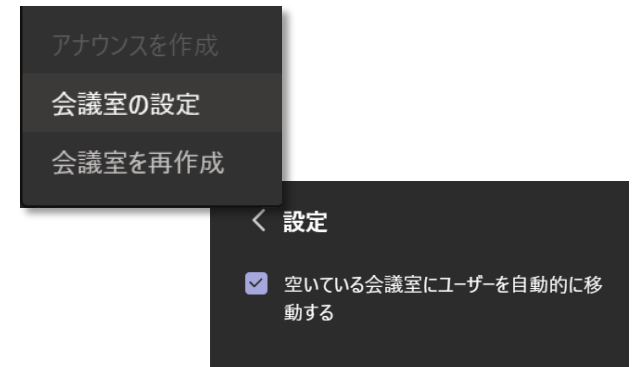 アナウンスを作成
会議室の設定
会議室を再作成
設定
空いている会議室にユーザーを自動的に移
動する